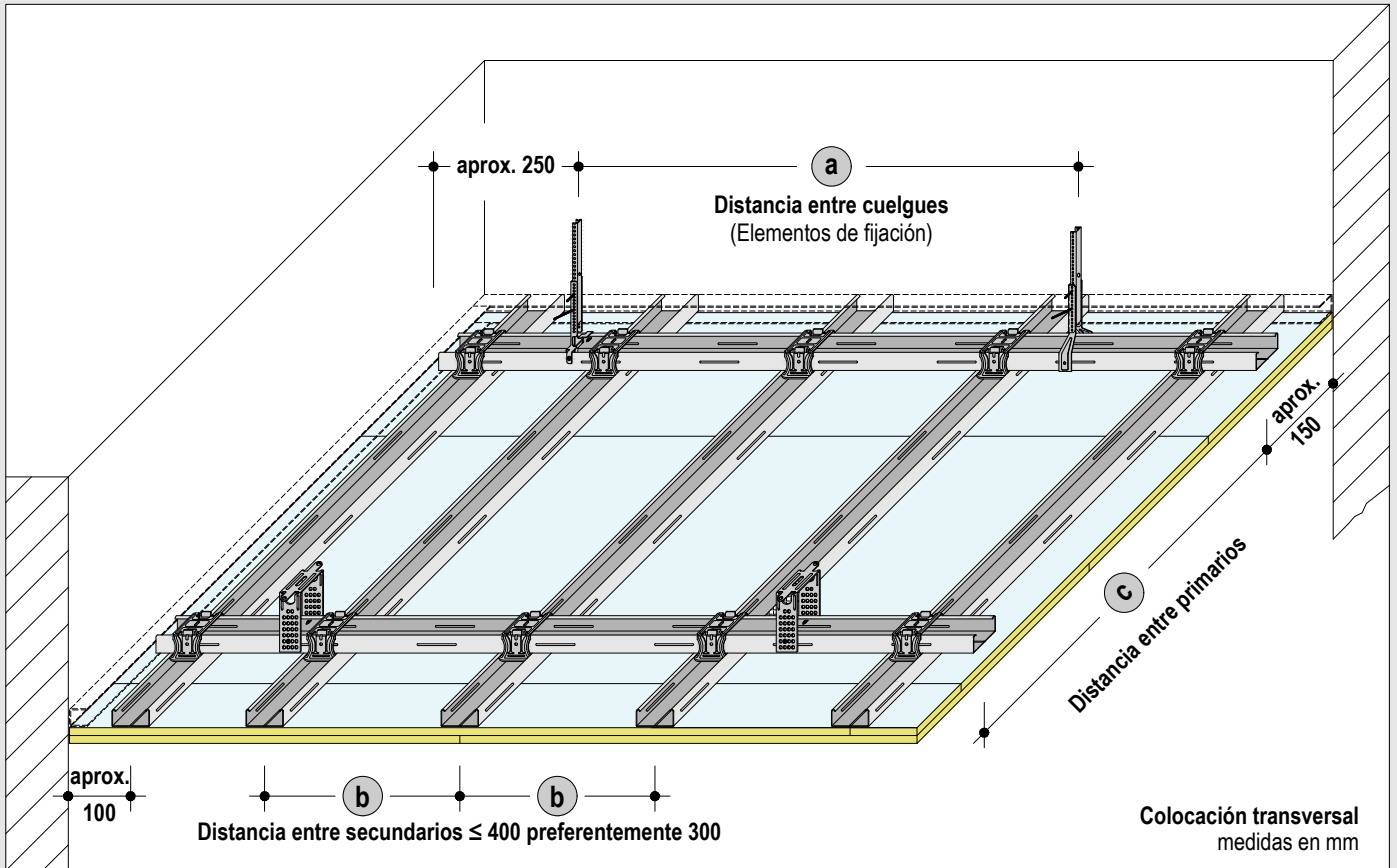 aprox. 250
a
Distancia entre cuelgues
(Elementos de fijación)
aprox.
150
c
Distancia entre primarios
aprox.
100
b
b
Distancia entre secundarios ≤ 400 preferentemente 300
Colocación transversal
medidas en mm